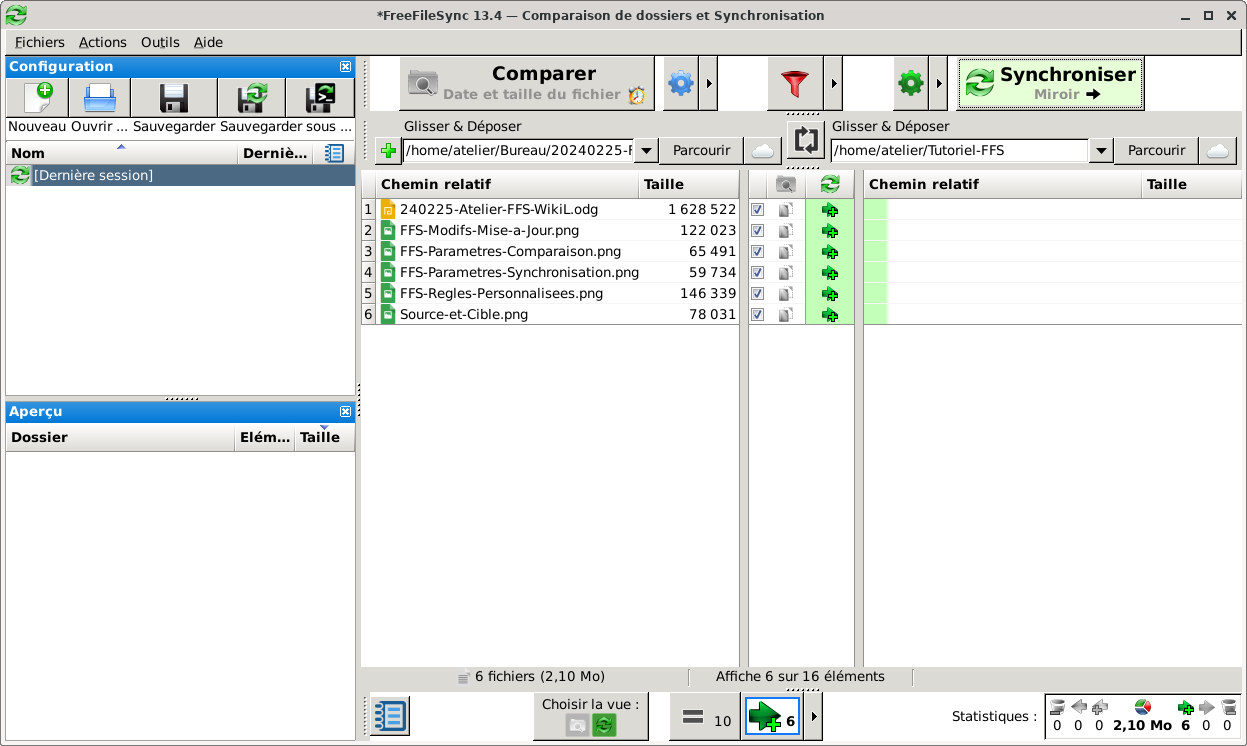 *FreeFileSync 13.4 — Comparaison de dossiers et Synchronisation
Fichiers Actions Outils Aide
Configuration
Nouveau Ouvrir ... Sauvegarder Sauvegarder sous ...
Nom Derniè...
[Dernière session]
Aperçu
Dossier Elém... Taille
Comparer
Date et taille du fichier
Synchroniser
Miroir
Glisser & Déposer
/home/atelier/Bureau/20240225-F Parcourir
Glisser & Déposer
/home/atelier/Tutoriel-FFS Parcourir
Chemin relatif Taille Chemin relatif Taille
1 240225-Atelier-FFS-WikiL.odg 1 628 522
2 FFS-Modifs-Mise-a-Jour.png 122 023
3 FFS-Parametres-Comparaison.png 65 491
4 FFS-Parametres-Synchronisation.png 59 734
5 FFS-Regles-Personnalisees.png 146 339
6 Source-et-Cible.png 78 031
6 fichiers (2,10 Mo) Affiche 6 sur 16 éléments
Choisir la vue :
10 6
Statistiques :
0 0 0 2,10 Mo 6 0 0